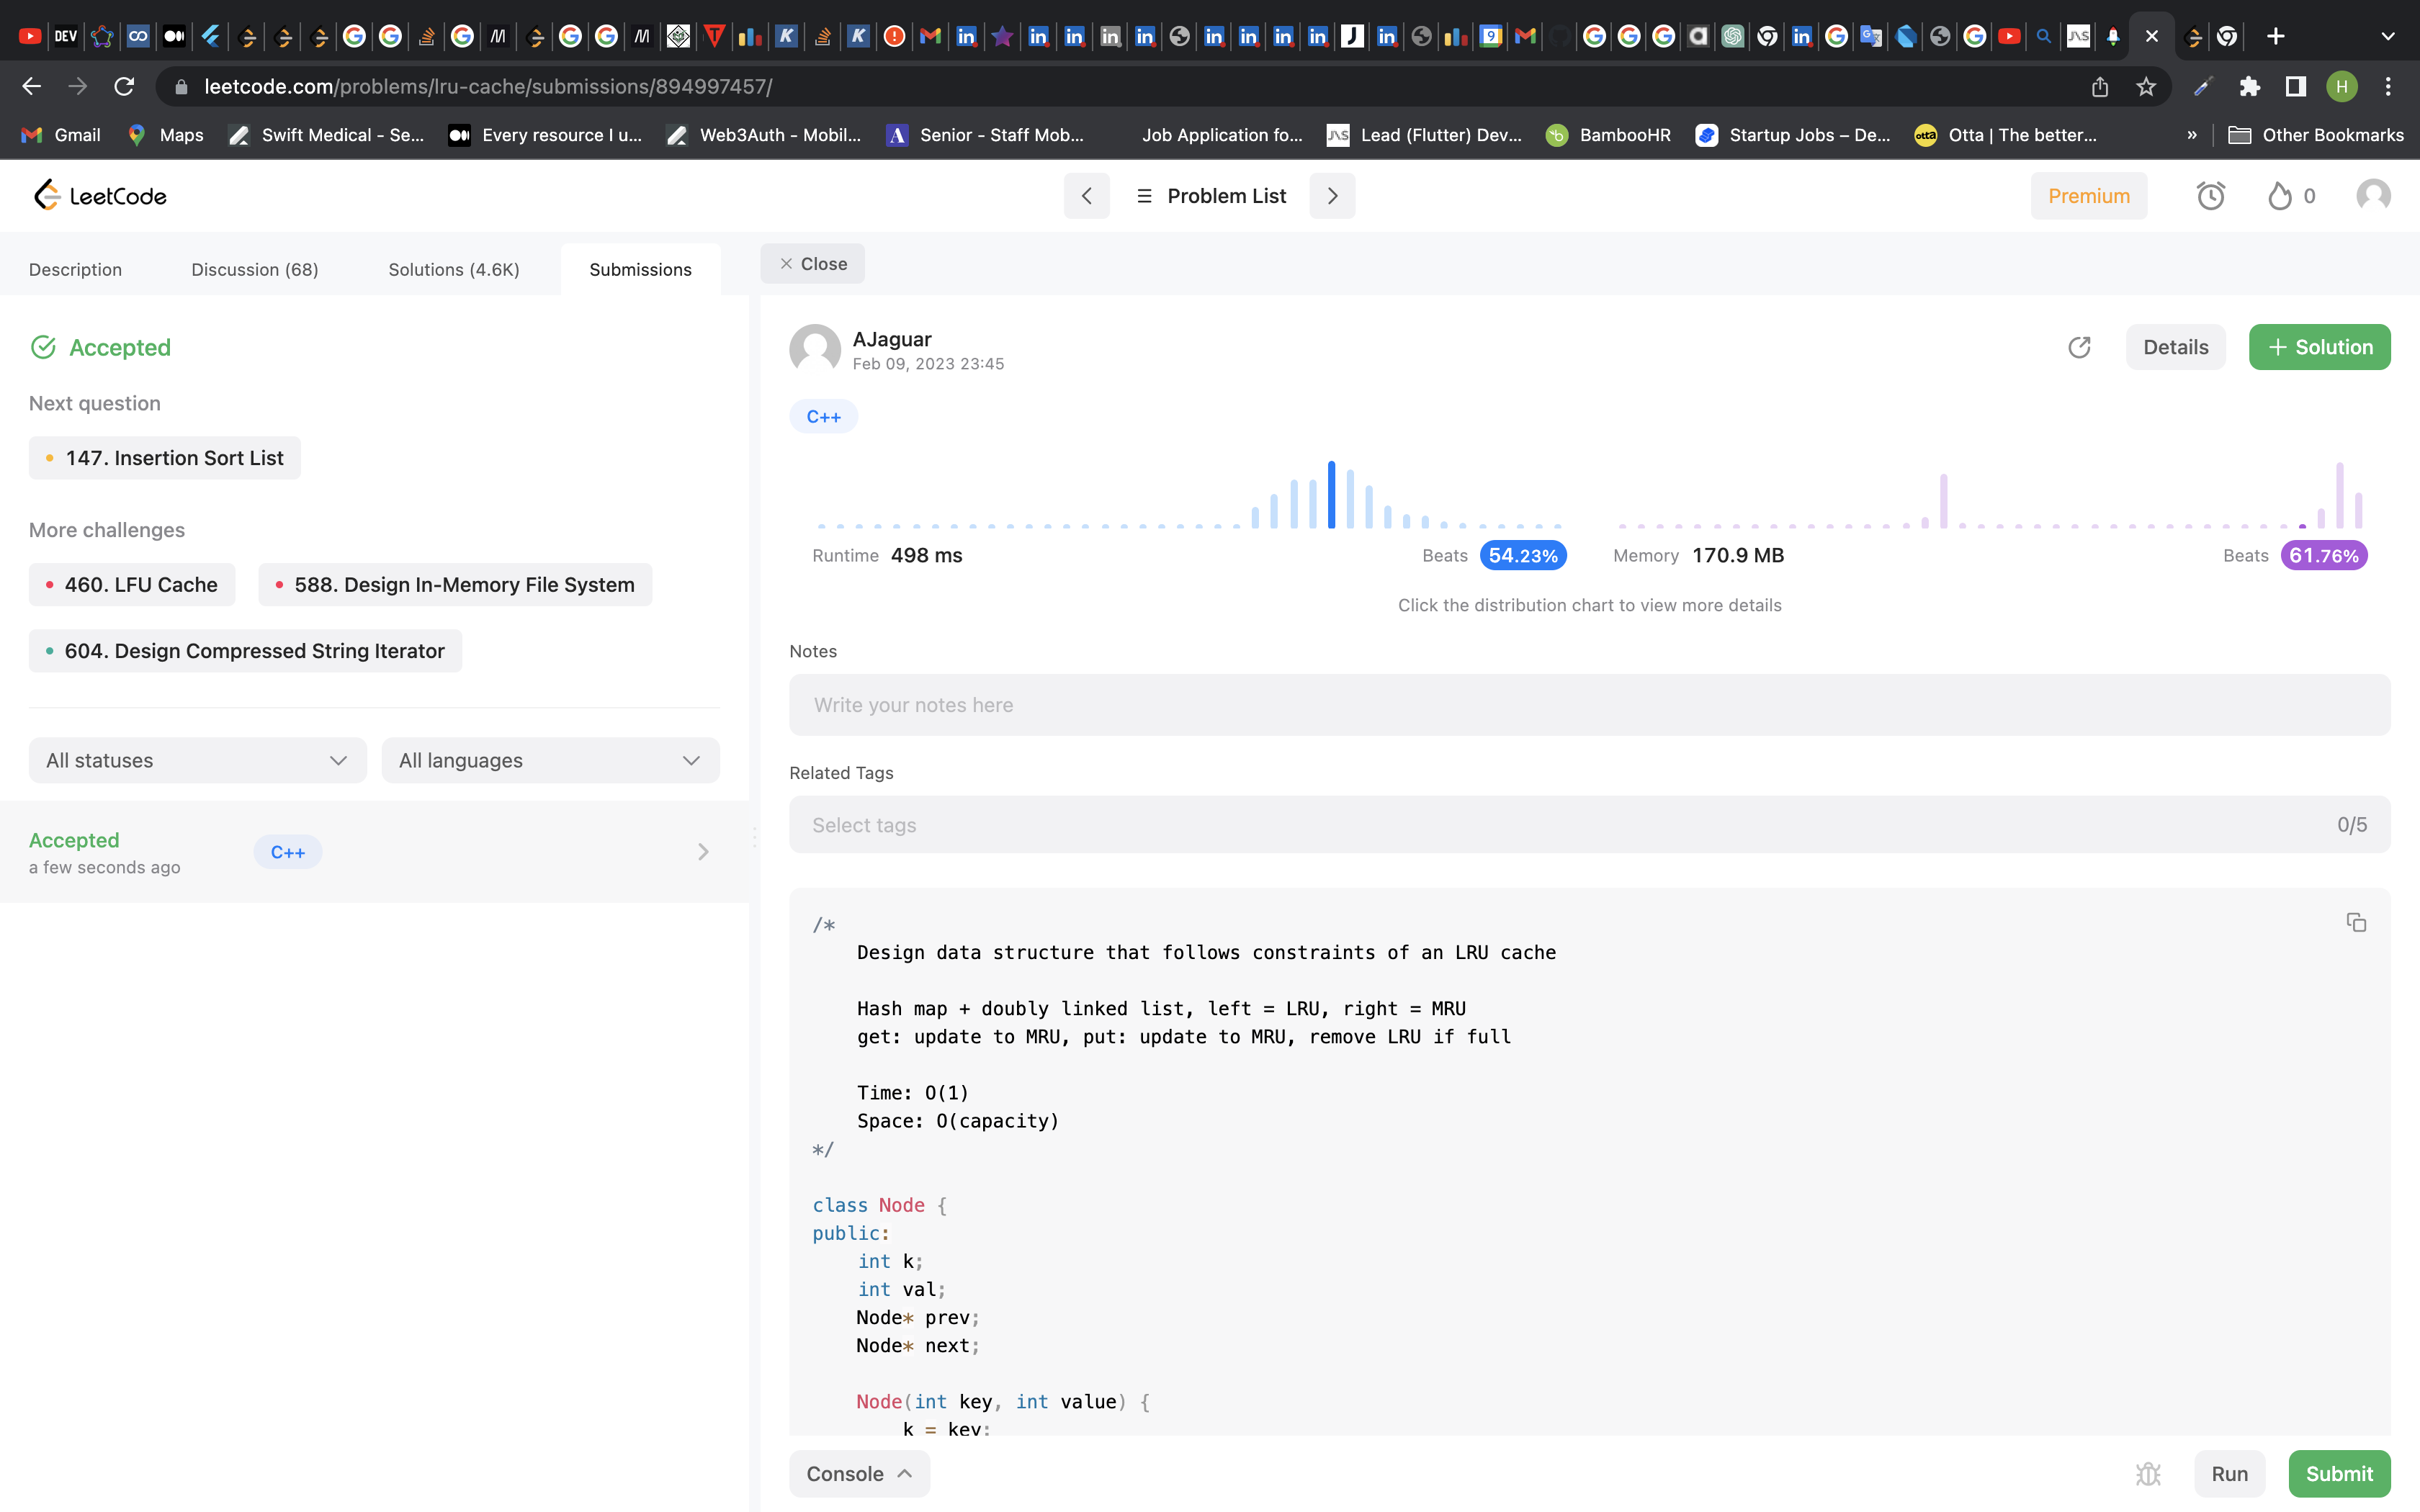 DEV
leetcode.com/problems/lru-cache/submissions/894997457/
H
Gmail
Maps
Swift Medical - Se...
Every resource I u...
Web3Auth - Mobil...
Senior - Staff Mob...
Job Application fo...
Lead (Flutter) Dev...
BambooHR
Startup Jobs – De...
Otta | The better...
»
Other Bookmarks
LeetCode
Problem List
Premium
0
Description
Discussion (68)
Solutions (4.6K)
Submissions
Close
Accepted
Next question
147. Insertion Sort List
More challenges
460. LFU Cache
588. Design In-Memory File System
604. Design Compressed String Iterator
All statuses
All languages
Accepted
a few seconds ago
C++
AJaguar
Feb 09, 2023 23:45
Details
+ Solution
C++
Runtime 498 ms
Beats 54.23%
Memory 170.9 MB
Beats 61.76%
Click the distribution chart to view more details
Notes
Write your notes here
Related Tags
Select tags
0/5
/*
Design data structure that follows constraints of an LRU cache
Hash map + doubly linked list, left = LRU, right = MRU
get: update to MRU, put: update to MRU, remove LRU if full
Time: O(1)
Space: O(capacity)
*/
class Node {
public:
int k;
int val;
Node* prev;
Node* next;
Node(int key, int value) {
k = key;
Console
Run
Submit